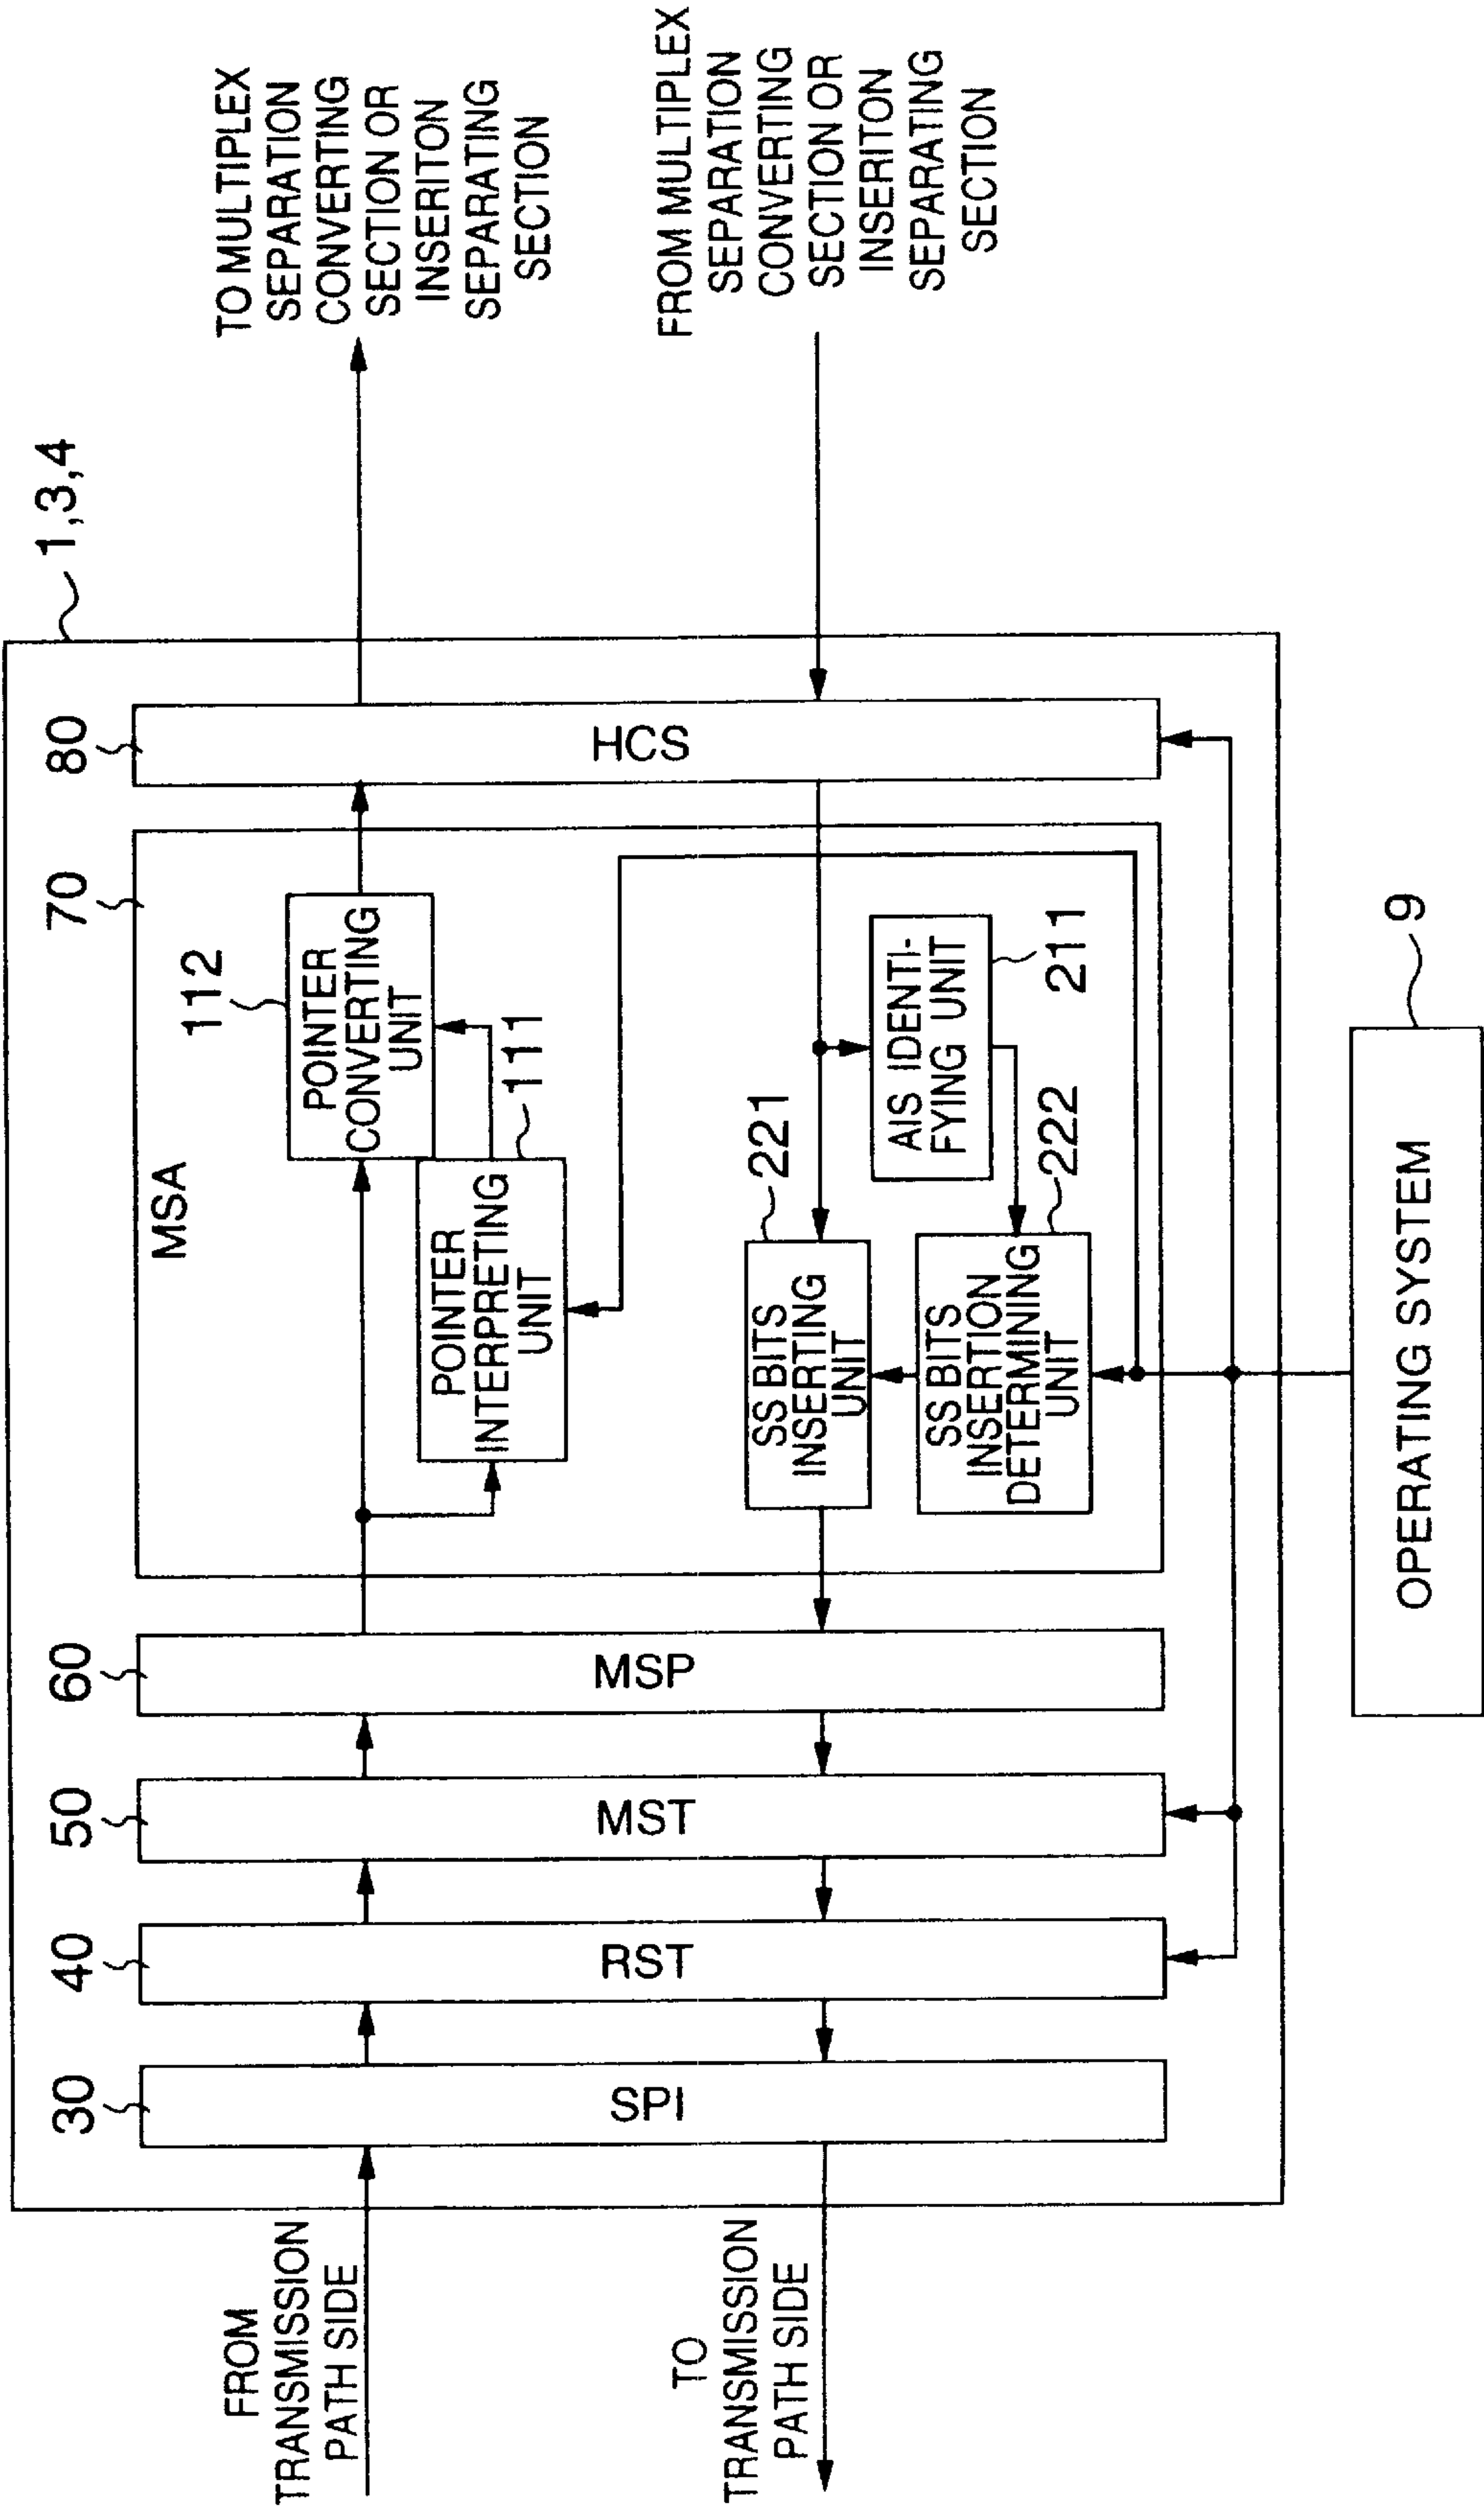 1,3,4
30
40
50
60
70
80
MSA
112
POINTER
CONVERTING
UNIT
111
POINTER
INTERPRETING
UNIT
FROM
TRANSMISSION
PATH SIDE
SPI
RST
MST
MSP
HCS
TO MULTIPLEX
SEPARATION
CONVERTING
SECTION OR
INSERITON
SEPARATING
SECTION
TO
TRANSMISSION
PATH SIDE
221
SS BITS
INSERTING
UNIT
222
SS BITS
INSERTION
DETERMINING
UNIT
AIS IDENTI-
FYING UNIT
211
FROM MULTIPLEX
SEPARATION
CONVERTING
SECTION OR
INSERITON
SEPARATING
SECTION
9
OPERATING SYSTEM